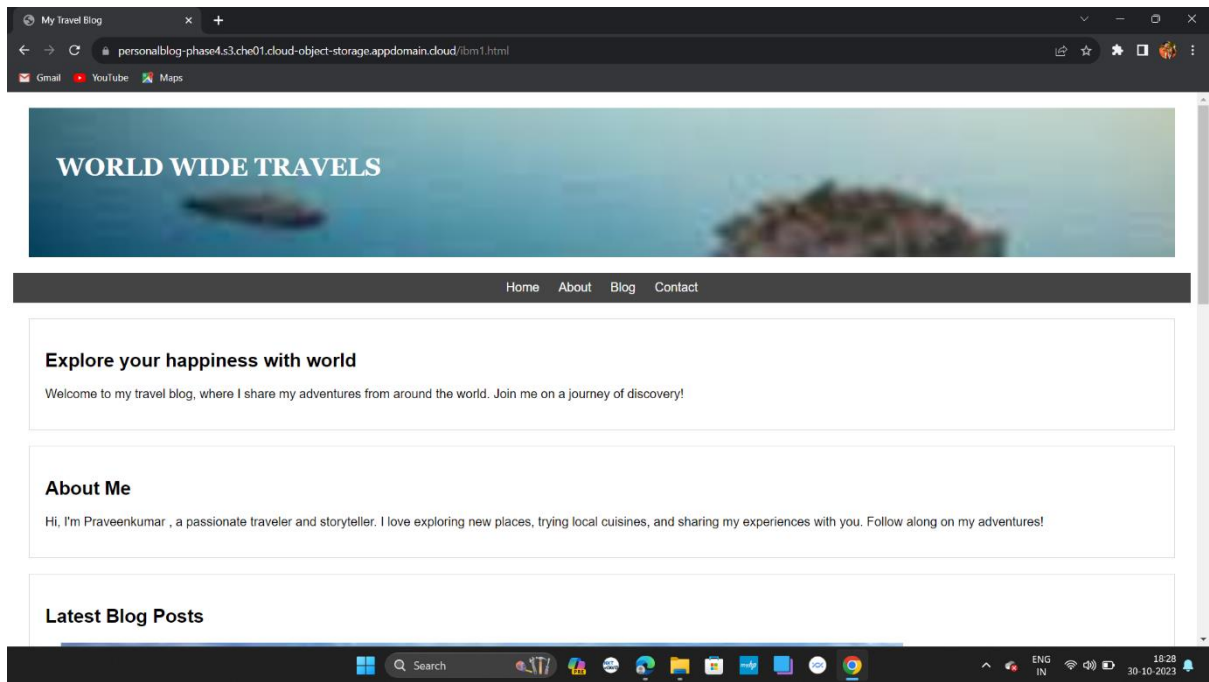 My Travel Blog
personalblog-phase4.s3.che01.cloud-object-storage.appdomain.cloud/ibm1.html
Gmail YouTube Maps
WORLD WIDE TRAVELS
Home About Blog Contact
Explore your happiness with world
Welcome to my travel blog, where I share my adventures from around the world. Join me on a journey of discovery!
About Me
Hi, I'm Praveenkumar , a passionate traveler and storyteller. I love exploring new places, trying local cuisines, and sharing my experiences with you. Follow along on my adventures!
Latest Blog Posts
Search
ENG 18:28
IN 30-10-2023